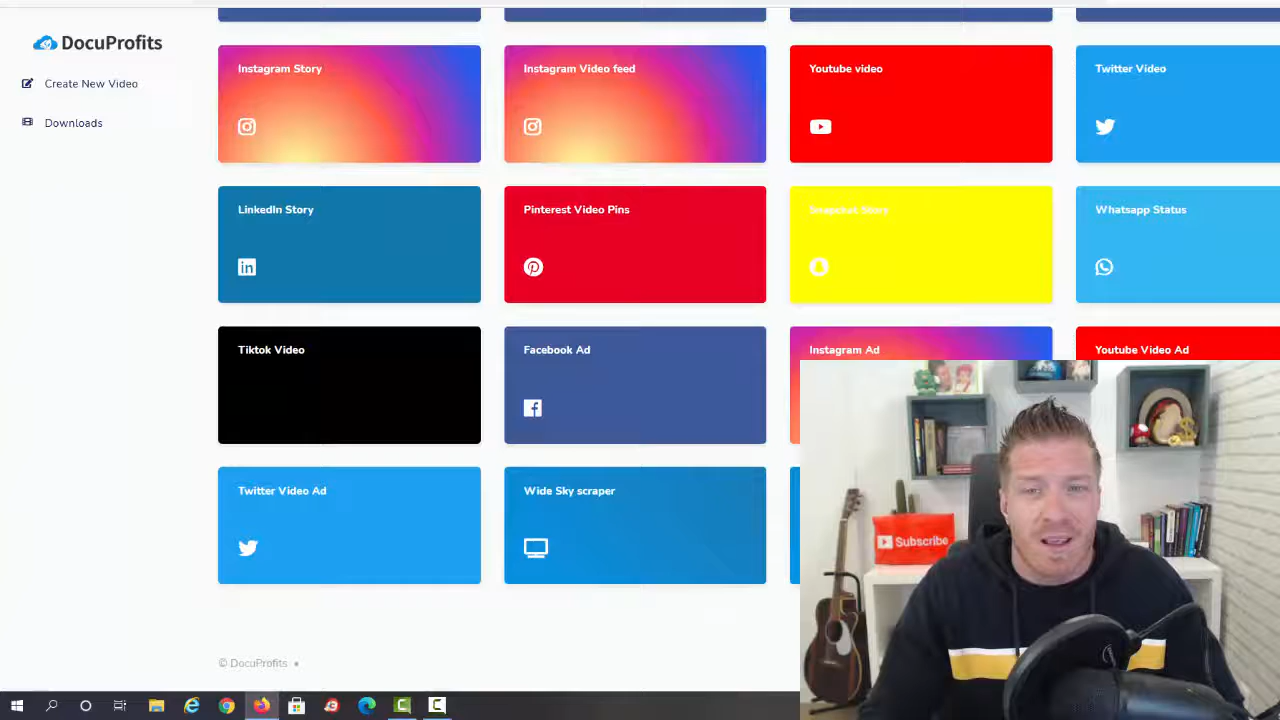 DocuProfits
Create New Video
Downloads
Instagram Story
Instagram Video feed
Youtube video
Twitter Video
LinkedIn Story
Pinterest Video Pins
Snapchat Story
Whatsapp Status
Tiktok Video
Facebook Ad
Instagram Ad
Youtube Video Ad
Twitter Video Ad
Wide Sky scraper
Subscribe
© DocuProfits •